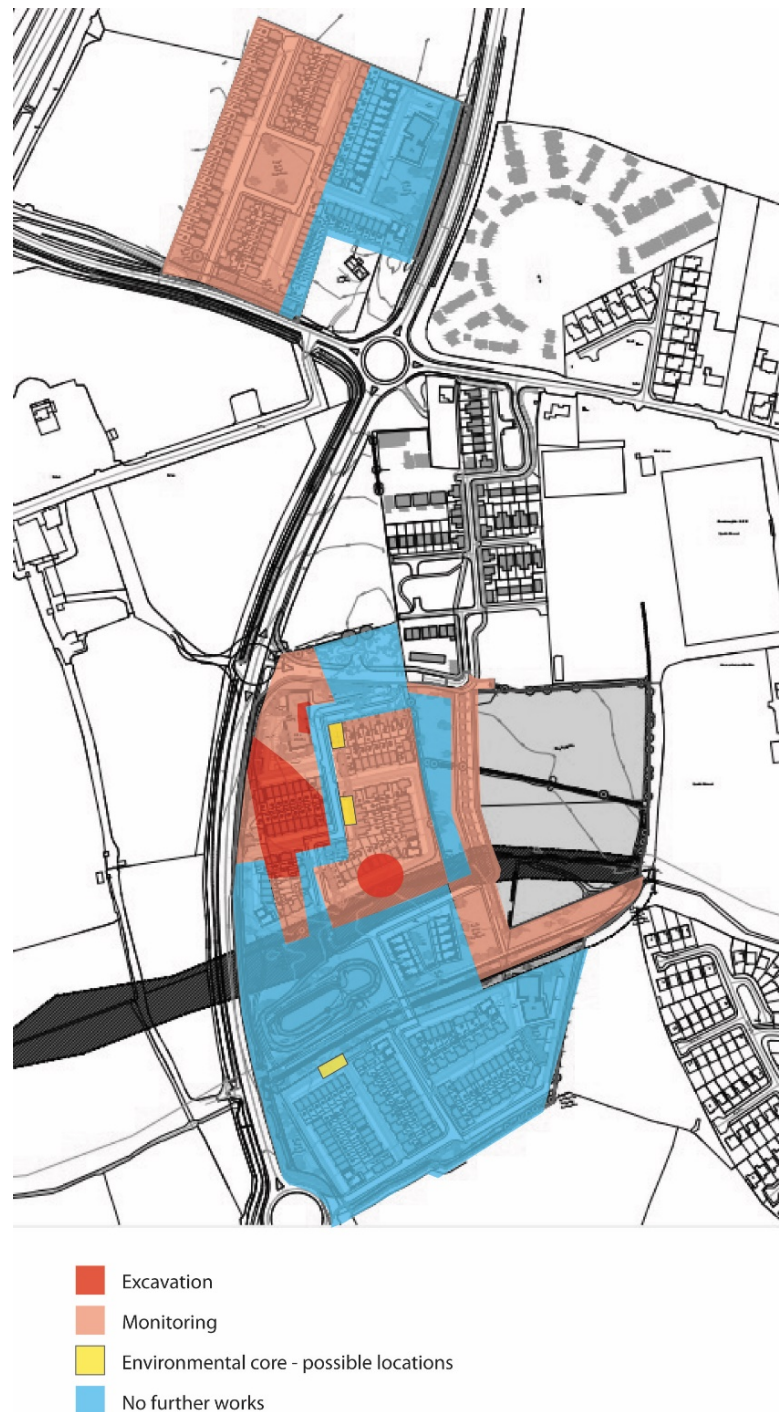 Excavation
Monitoring
Environmental core - possible locations
No further works